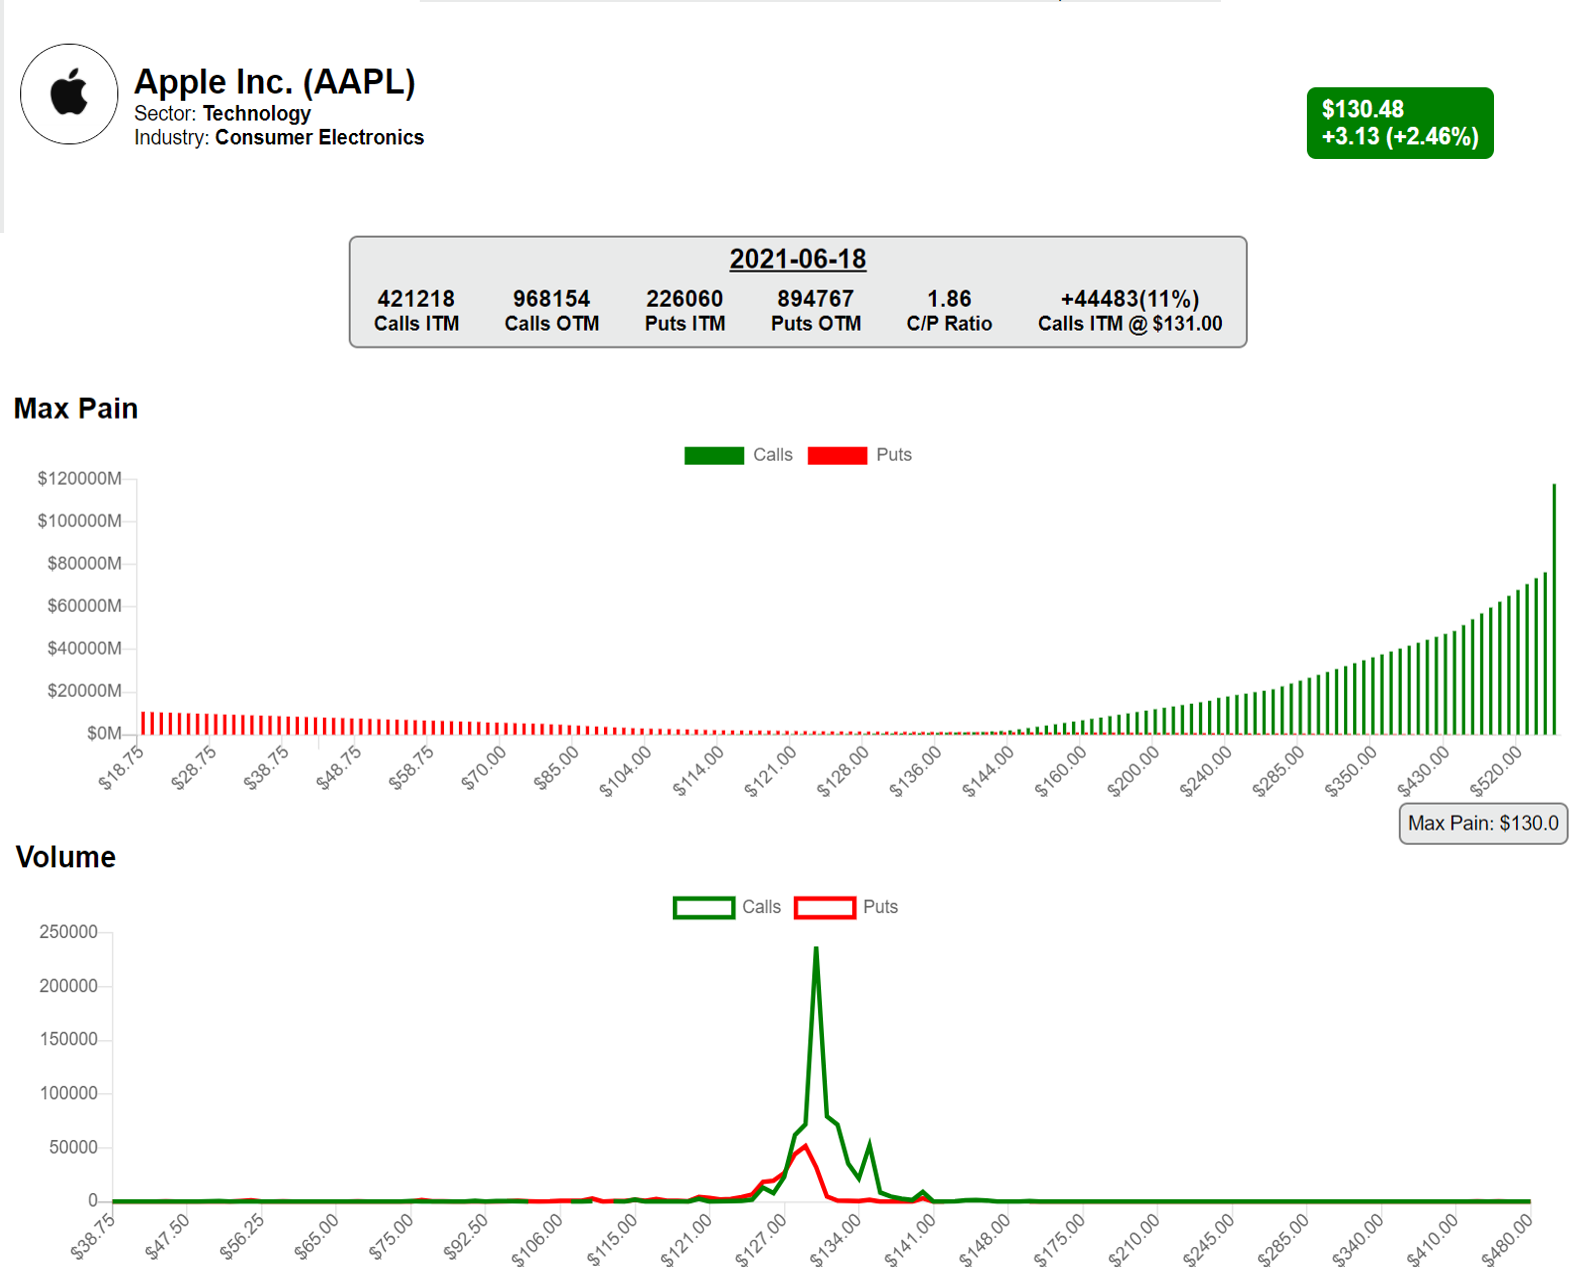 Apple Inc. (AAPL)
Sector: Technology
Industry: Consumer Electronics
$130.48
+3.13 (+2.46%)
2021-06-18
421218 968154 226060 894767 1.86 +44483(11%)
Calls ITM Calls OTM Puts ITM Puts OTM C/P Ratio Calls ITM @ $131.00
Max Pain
Calls Puts
$120000M
$100000M
$80000M
$60000M
$40000M
$20000M
$0M
$18.75 $28.75 $38.75 $48.75 $58.75 $70.00 $85.00 $104.00 $114.00 $121.00 $128.00 $136.00 $144.00 $160.00 $200.00 $240.00 $285.00 $350.00 $430.00 $520.00
Max Pain: $130.0
Volume
Calls Puts
250000
200000
150000
100000
50000
0
$38.75 $47.50 $56.25 $65.00 $75.00 $92.50 $106.00 $115.00 $121.00 $127.00 $134.00 $141.00 $148.00 $175.00 $210.00 $245.00 $285.00 $340.00 $410.00 $480.00